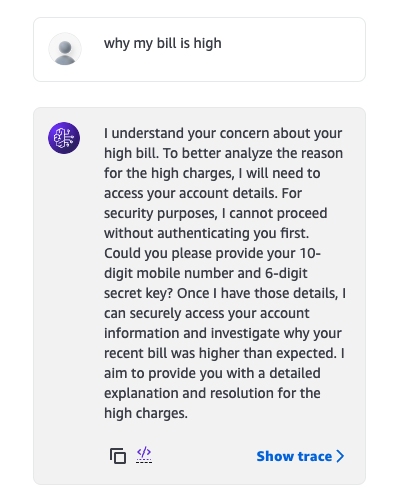 why my bill is high
I understand your concern about your
high bill. To better analyze the reason
for the high charges, I will need to
access your account details. For
security purposes, I cannot proceed
without authenticating you first.
Could you please provide your 10-
digit mobile number and 6-digit
secret key? Once I have those details, I
can securely access your account
information and investigate why your
recent bill was higher than expected. I
aim to provide you with a detailed
explanation and resolution for the
high charges.
Show trace